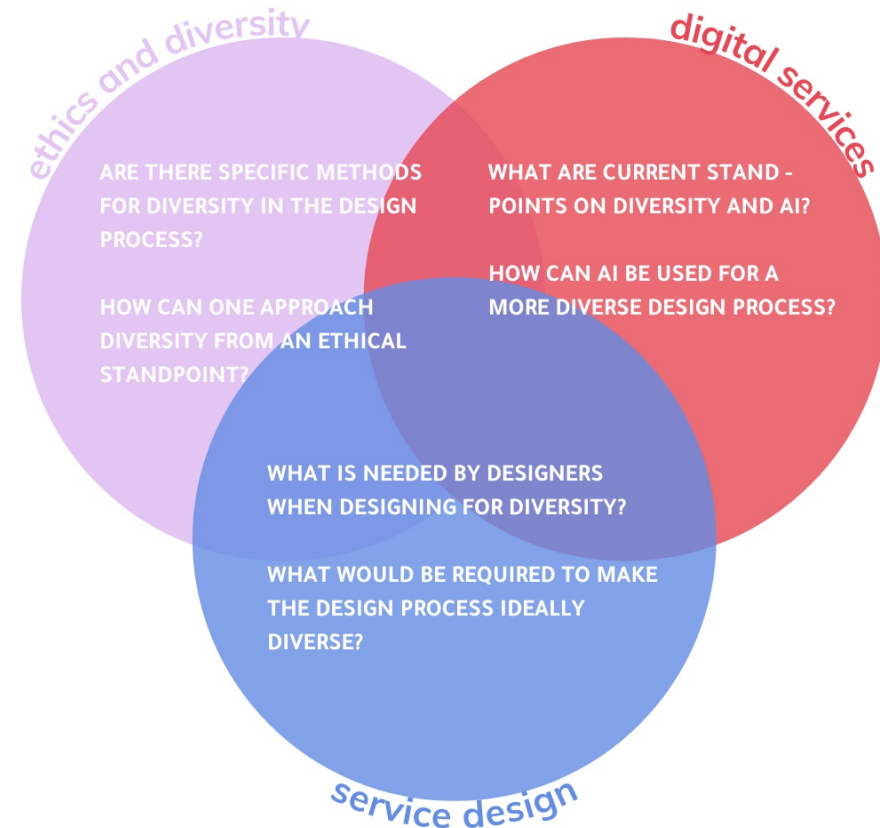 ethics and diversity
ARE THERE SPECIFIC METHODS
FOR DIVERSITY IN THE DESIGN
PROCESS?
HOW CAN ONE APPROACH
DIVERSITY FROM AN ETHICAL
STANDPOINT?
digital services
WHAT ARE CURRENT STAND -
POINTS ON DIVERSITY AND AI?
HOW CAN AI BE USED FOR A
MORE DIVERSE DESIGN PROCESS?
WHAT IS NEEDED BY DESIGNERS
WHEN DESIGNING FOR DIVERSITY?
WHAT WOULD BE REQUIRED TO MAKE
THE DESIGN PROCESS IDEALLY
DIVERSE?
service design